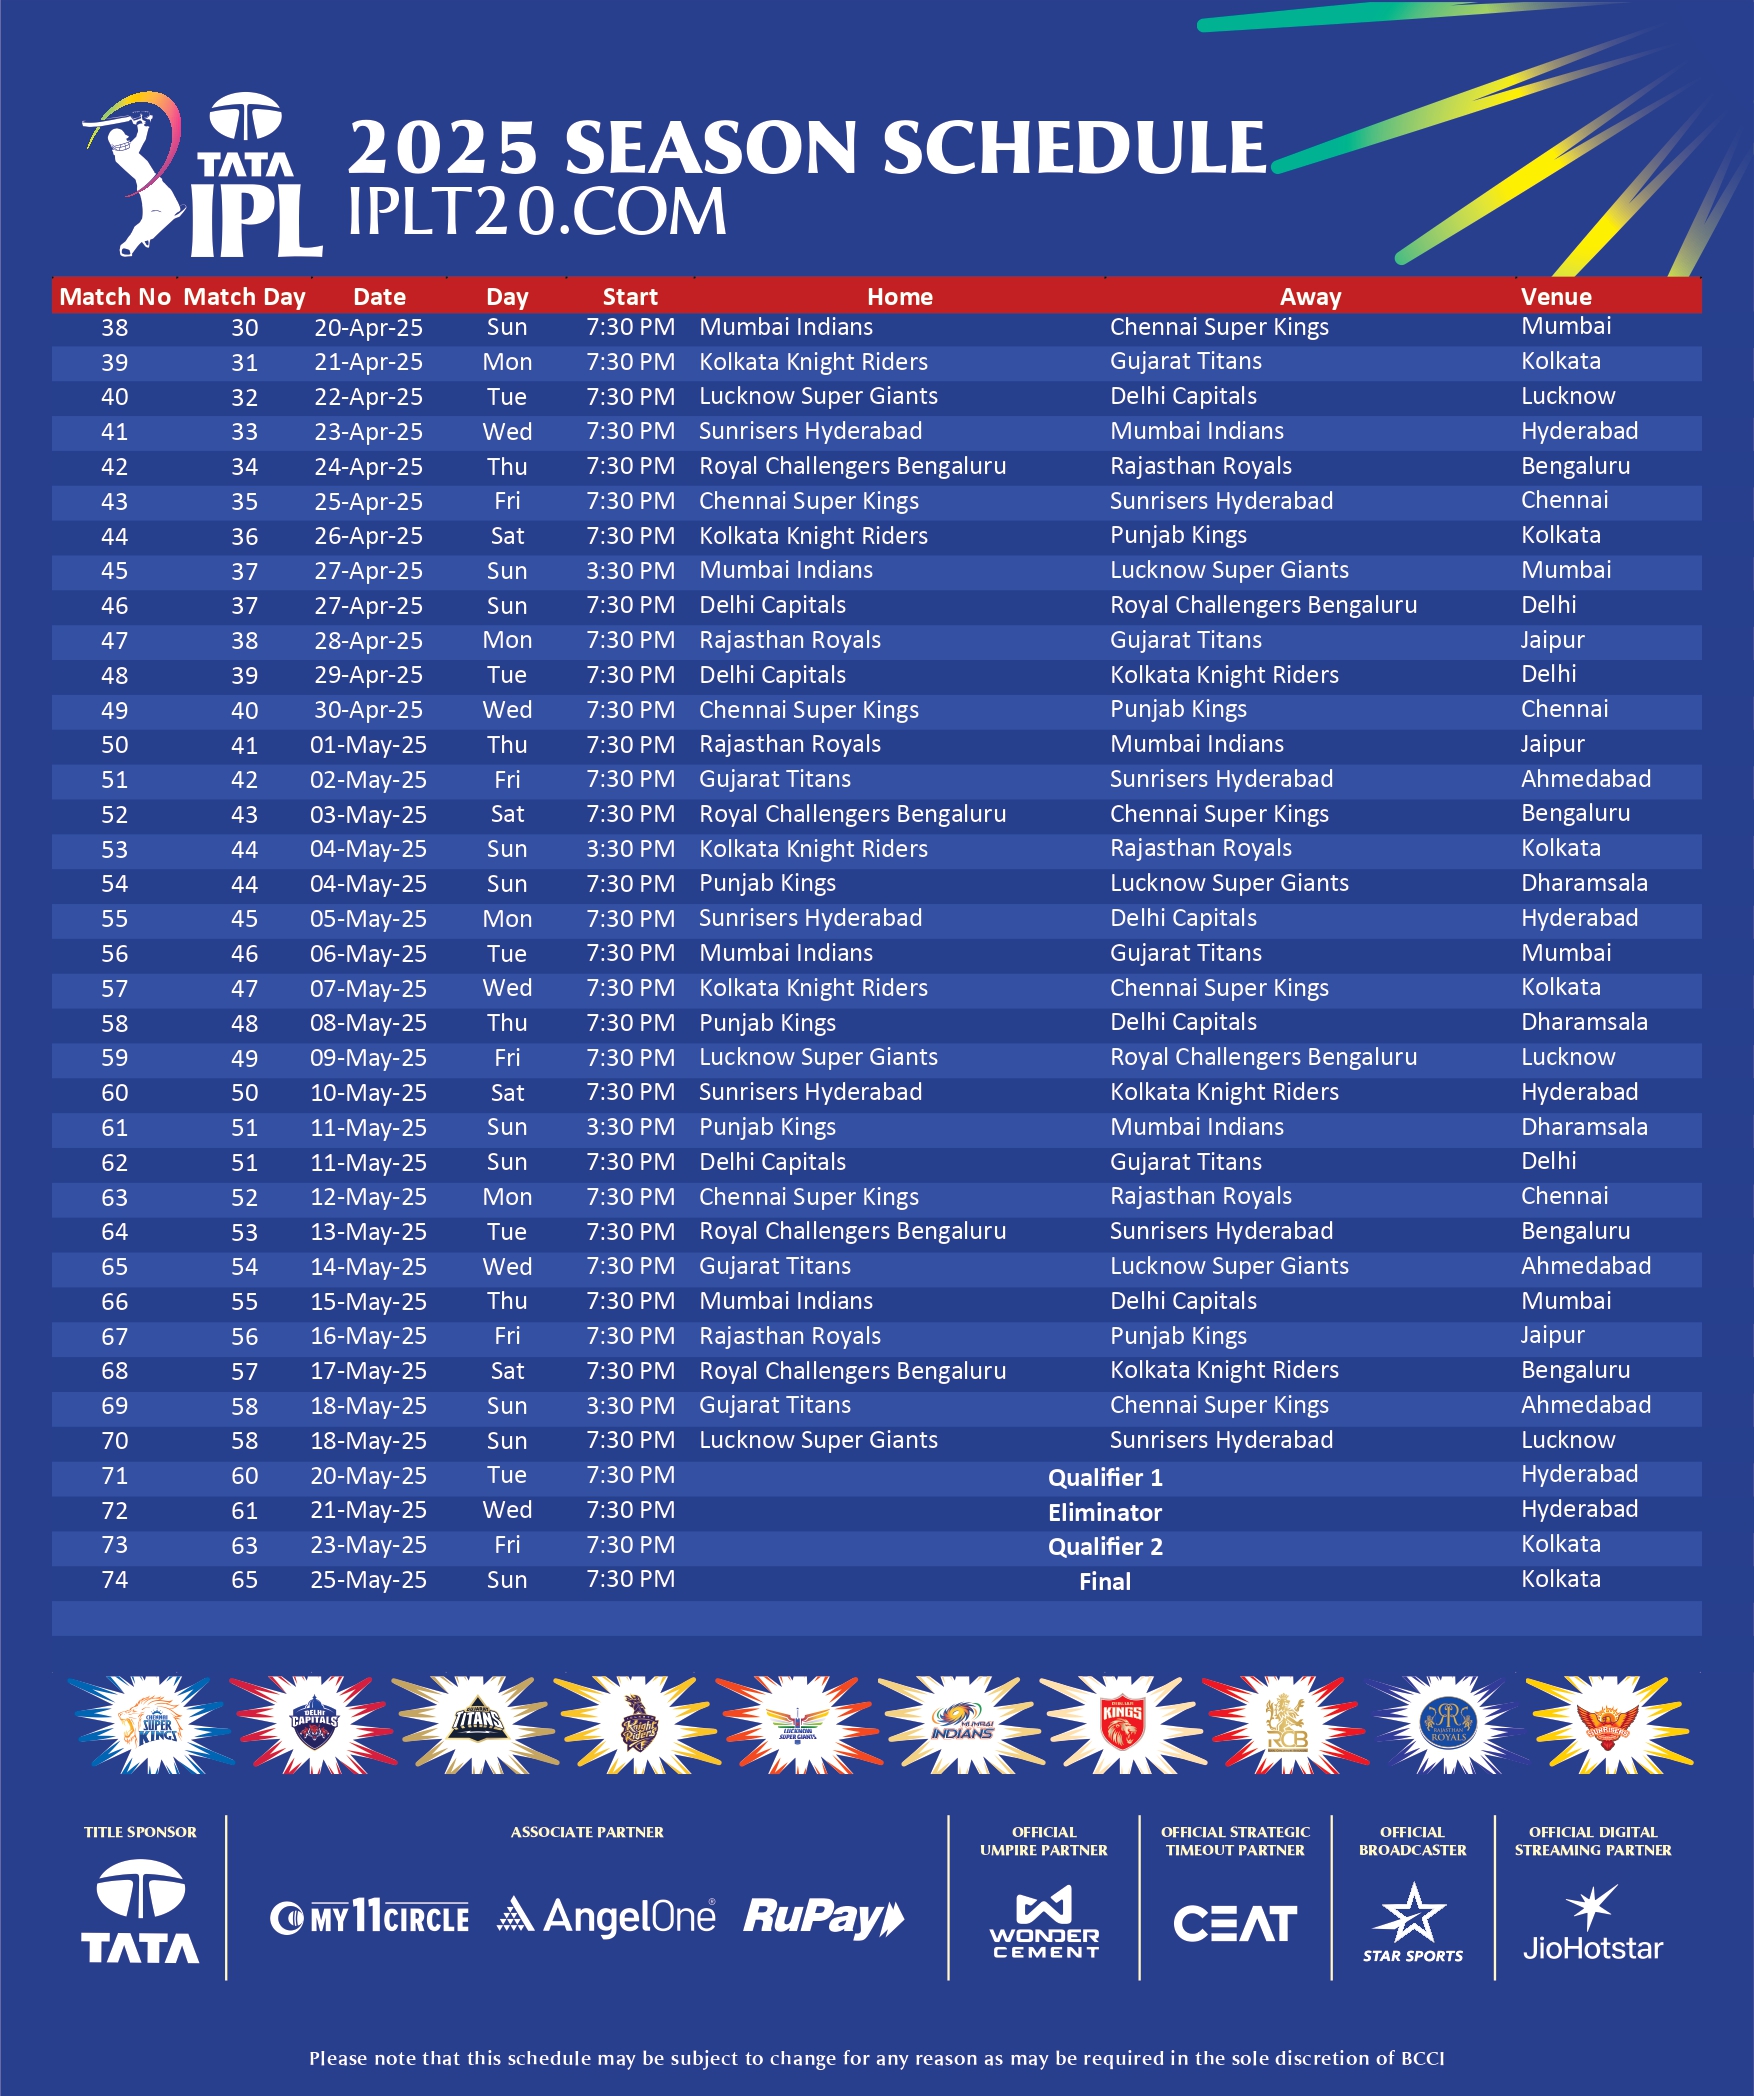 TATA
IPL
2025 SEASON SCHEDULE
IPLT20.COM
Match No Match Day Date Day Start Home Away Venue
38 30 20-Apr-25 Sun 7:30 PM Mumbai Indians Chennai Super Kings Mumbai
39 31 21-Apr-25 Mon 7:30 PM Kolkata Knight Riders Gujarat Titans Kolkata
40 32 22-Apr-25 Tue 7:30 PM Lucknow Super Giants Delhi Capitals Lucknow
41 33 23-Apr-25 Wed 7:30 PM Sunrisers Hyderabad Mumbai Indians Hyderabad
42 34 24-Apr-25 Thu 7:30 PM Royal Challengers Bengaluru Rajasthan Royals Bengaluru
43 35 25-Apr-25 Fri 7:30 PM Chennai Super Kings Sunrisers Hyderabad Chennai
44 36 26-Apr-25 Sat 7:30 PM Kolkata Knight Riders Punjab Kings Kolkata
45 37 27-Apr-25 Sun 3:30 PM Mumbai Indians Lucknow Super Giants Mumbai
46 37 27-Apr-25 Sun 7:30 PM Delhi Capitals Royal Challengers Bengaluru Delhi
47 38 28-Apr-25 Mon 7:30 PM Rajasthan Royals Gujarat Titans Jaipur
48 39 29-Apr-25 Tue 7:30 PM Delhi Capitals Kolkata Knight Riders Delhi
49 40 30-Apr-25 Wed 7:30 PM Chennai Super Kings Punjab Kings Chennai
50 41 01-May-25 Thu 7:30 PM Rajasthan Royals Mumbai Indians Jaipur
51 42 02-May-25 Fri 7:30 PM Gujarat Titans Sunrisers Hyderabad Ahmedabad
52 43 03-May-25 Sat 7:30 PM Royal Challengers Bengaluru Chennai Super Kings Bengaluru
53 44 04-May-25 Sun 3:30 PM Kolkata Knight Riders Rajasthan Royals Kolkata
54 44 04-May-25 Sun 7:30 PM Punjab Kings Lucknow Super Giants Dharamsala
55 45 05-May-25 Mon 7:30 PM Sunrisers Hyderabad Delhi Capitals Hyderabad
56 46 06-May-25 Tue 7:30 PM Mumbai Indians Gujarat Titans Mumbai
57 47 07-May-25 Wed 7:30 PM Kolkata Knight Riders Chennai Super Kings Kolkata
58 48 08-May-25 Thu 7:30 PM Punjab Kings Delhi Capitals Dharamsala
59 49 09-May-25 Fri 7:30 PM Lucknow Super Giants Royal Challengers Bengaluru Lucknow
60 50 10-May-25 Sat 7:30 PM Sunrisers Hyderabad Kolkata Knight Riders Hyderabad
61 51 11-May-25 Sun 3:30 PM Punjab Kings Mumbai Indians Dharamsala
62 51 11-May-25 Sun 7:30 PM Delhi Capitals Gujarat Titans Delhi
63 52 12-May-25 Mon 7:30 PM Chennai Super Kings Rajasthan Royals Chennai
64 53 13-May-25 Tue 7:30 PM Royal Challengers Bengaluru Sunrisers Hyderabad Bengaluru
65 54 14-May-25 Wed 7:30 PM Gujarat Titans Lucknow Super Giants Ahmedabad
66 55 15-May-25 Thu 7:30 PM Mumbai Indians Delhi Capitals Mumbai
67 56 16-May-25 Fri 7:30 PM Rajasthan Royals Punjab Kings Jaipur
68 57 17-May-25 Sat 7:30 PM Royal Challengers Bengaluru Kolkata Knight Riders Bengaluru
69 58 18-May-25 Sun 3:30 PM Gujarat Titans Chennai Super Kings Ahmedabad
70 58 18-May-25 Sun 7:30 PM Lucknow Super Giants Sunrisers Hyderabad Lucknow
71 60 20-May-25 Tue 7:30 PM Qualifier 1 Hyderabad
72 61 21-May-25 Wed 7:30 PM Eliminator Hyderabad
73 63 23-May-25 Fri 7:30 PM Qualifier 2 Kolkata
74 65 25-May-25 Sun 7:30 PM Final Kolkata
CHENNAI SUPER KINGS
DELHI CAPITALS
TITANS
Knight Riders
LUCKNOW SUPER GIANTS
MUMBAI INDIANS
PUNJAB KINGS
RCB
RR RAJASTHAN ROYALS
SUNRISERS
TITLE SPONSOR
TATA
ASSOCIATE PARTNER
MY11CIRCLE AngelOne RuPay
OFFICIAL
UMPIRE PARTNER
WONDER
CEMENT
OFFICIAL STRATEGIC
TIMEOUT PARTNER
CEAT
OFFICIAL
BROADCASTER
STAR SPORTS
OFFICIAL DIGITAL
STREAMING PARTNER
JioHotstar
Please note that this schedule may be subject to change for any reason as may be required in the sole discretion of BCCI